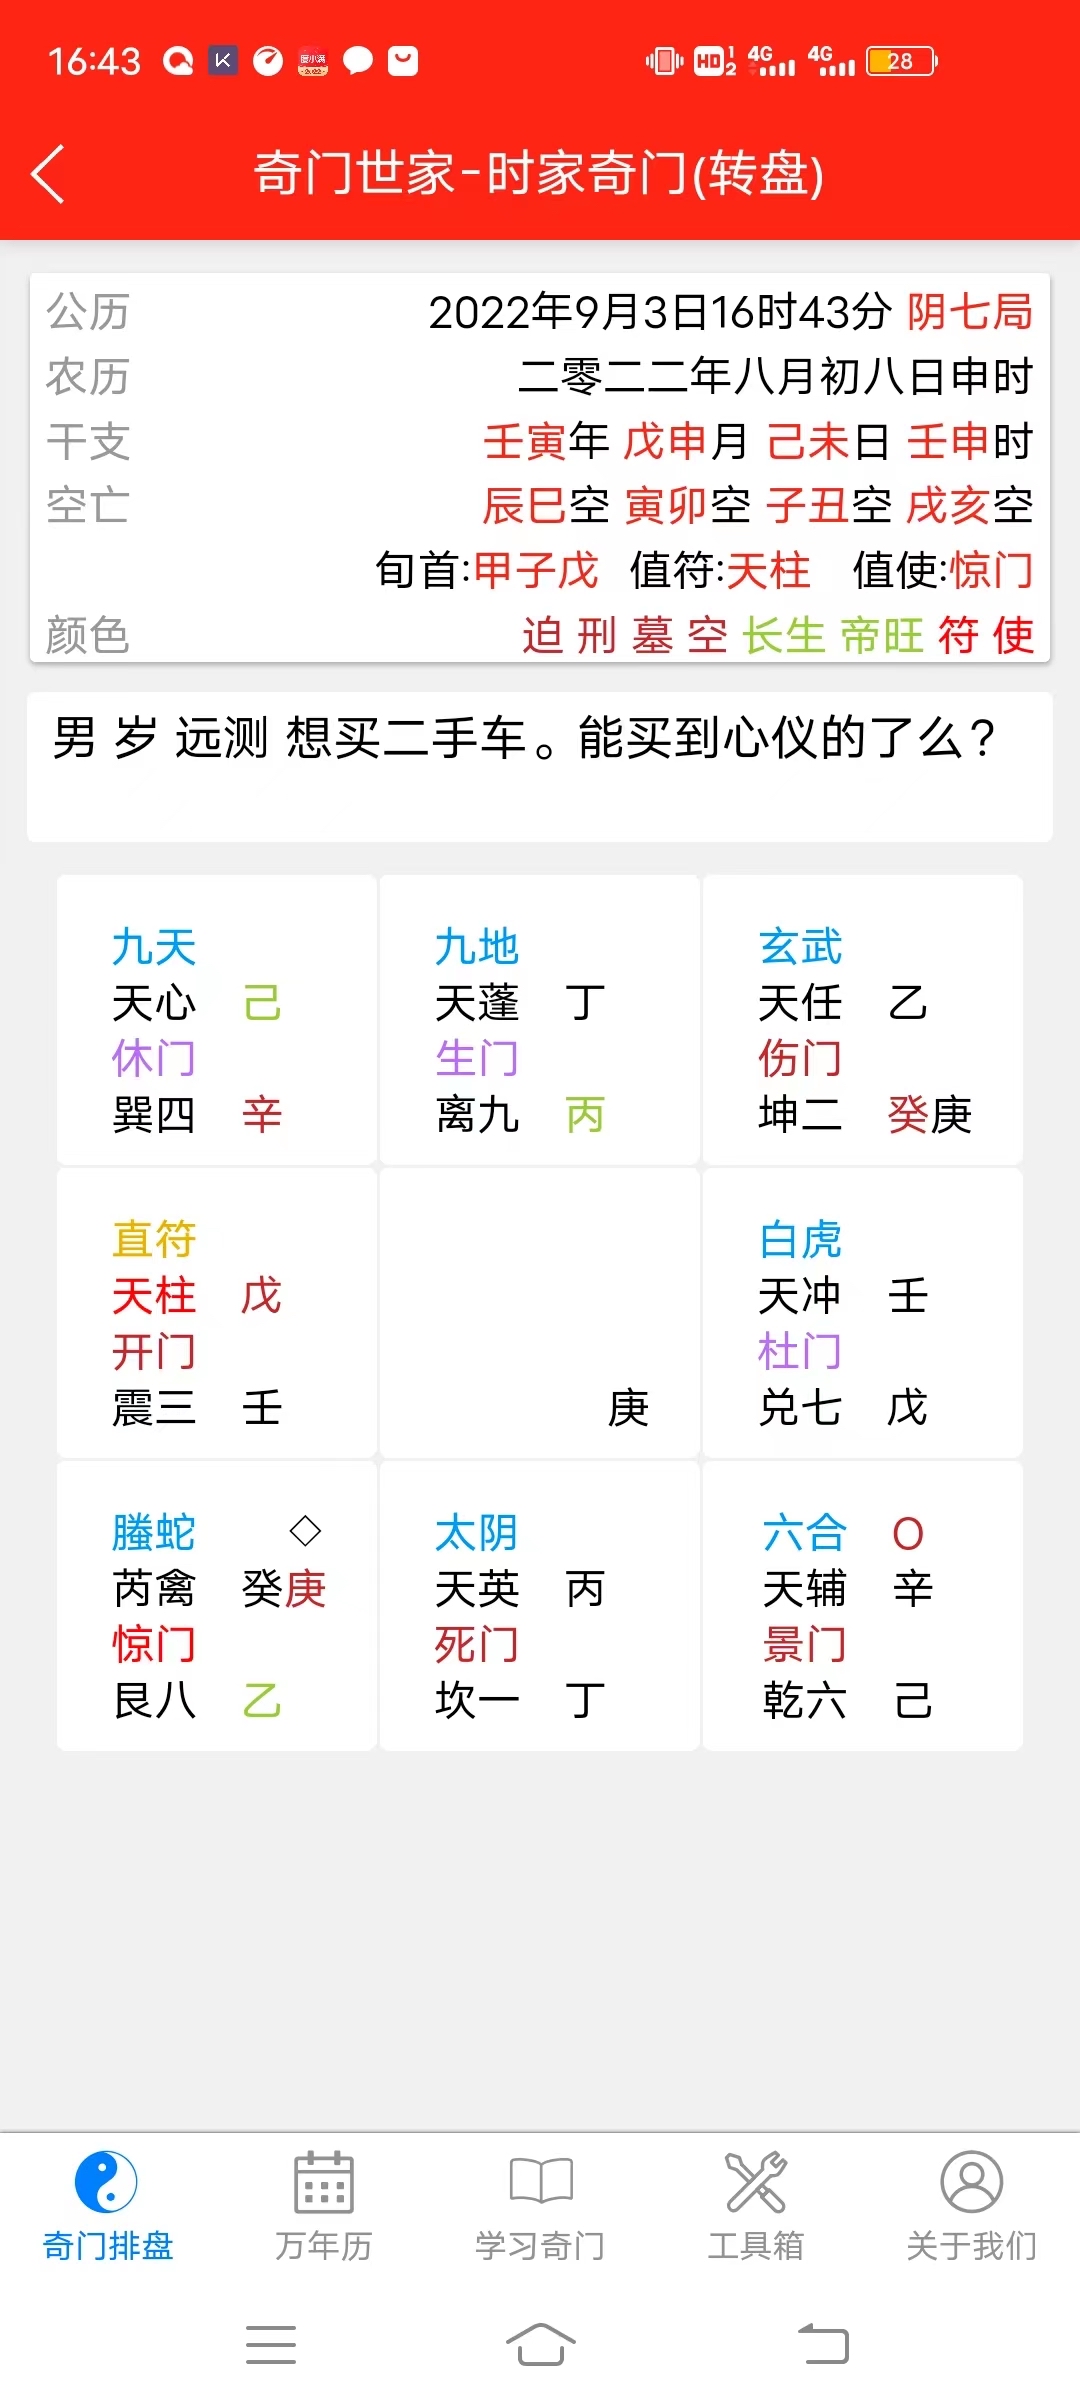 16:43 HD 1 2 4G 4G 28
奇门世家-时家奇门(转盘)
公历 2022年9月3日16时43分 阴七局
农历 二零二二年八月初八日申时
干支 壬寅年 戊申月 己未日 壬申时
空亡 辰巳空 寅卯空 子丑空 戌亥空
旬首:甲子戊 值符:天柱 值使:惊门
颜色 迫 刑 墓 空 长生 帝旺 符 使
男 岁 远测 想买二手车。能买到心仪的了么?
九天 九地 玄武
天心 己 天蓬 丁 天任 乙
休门 生门 伤门
巽四 辛 离九 丙 坤二 癸庚
直符 白虎
天柱 戊 天冲 壬
开门 杜门
震三 壬 庚 兑七 戊
螣蛇 ◇ 太阴 六合 O
芮禽 癸庚 天英 丙 天辅 辛
惊门 死门 景门
艮八 乙 坎一 丁 乾六 己
奇门排盘 万年历 学习奇门 工具箱 关于我们